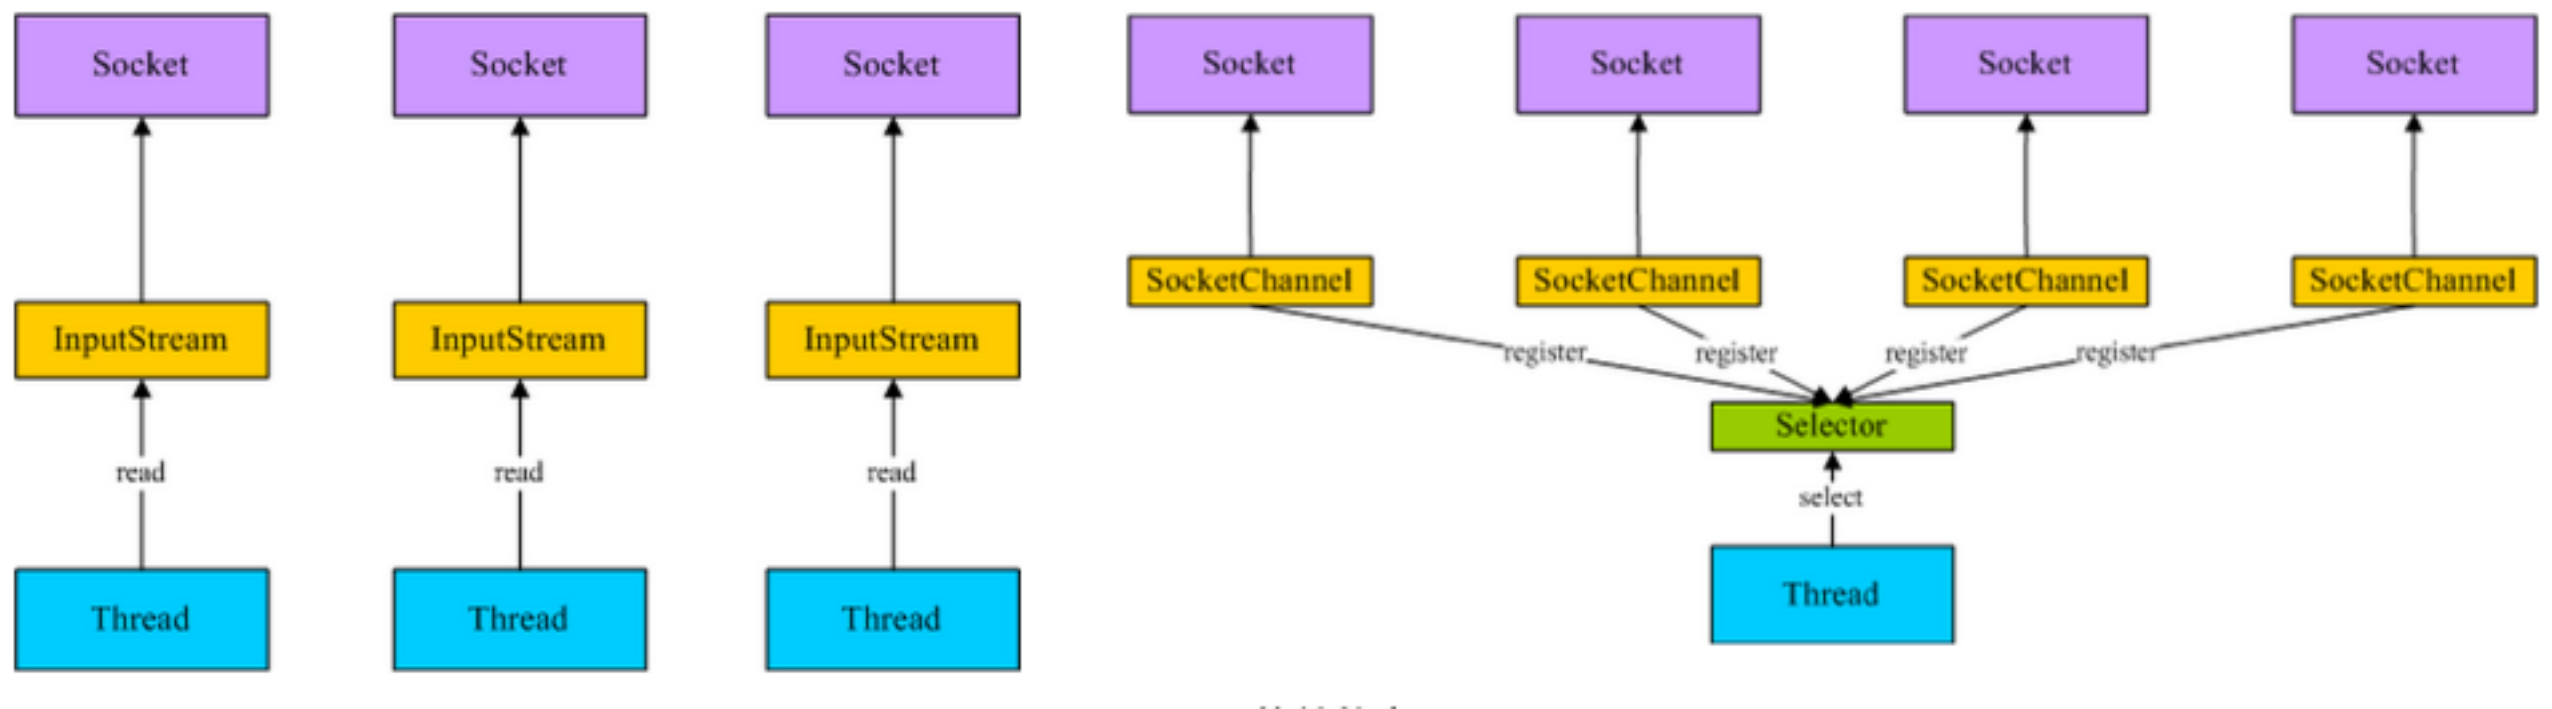 Socket
Socket
Socket
InputStream
InputStream
InputStream
read
read
read
Thread
Thread
Thread
Socket
Socket
Socket
Socket
SocketChannel
SocketChannel
SocketChannel
SocketChannel
register
register
register
register
Selector
select
Thread